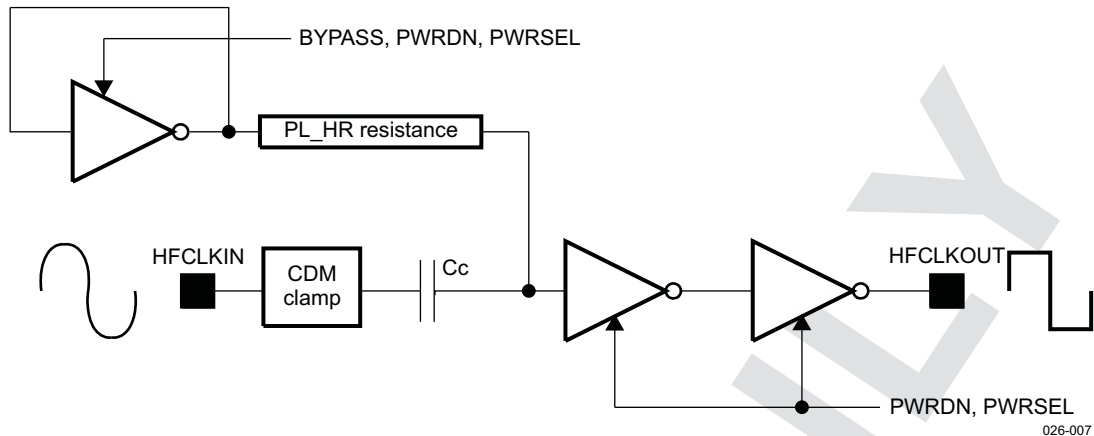 BYPASS, PWRDN, PWRSEL
PL_HR resistance
HFCLKIN
CDM
clamp
Cc
HFCLKOUT
PWRDN, PWRSEL
026-007